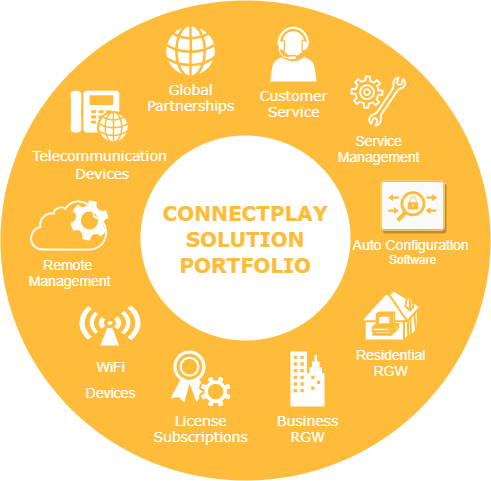 CONNECTPLAY
SOLUTION
PORTFOLIO
Global
Partnerships
Customer
Service
Service
Management
Auto Configuration
Software
Residential
RGW
Business
RGW
License
Subscriptions
WiFi
Devices
Remote
Management
Telecommunication
Devices